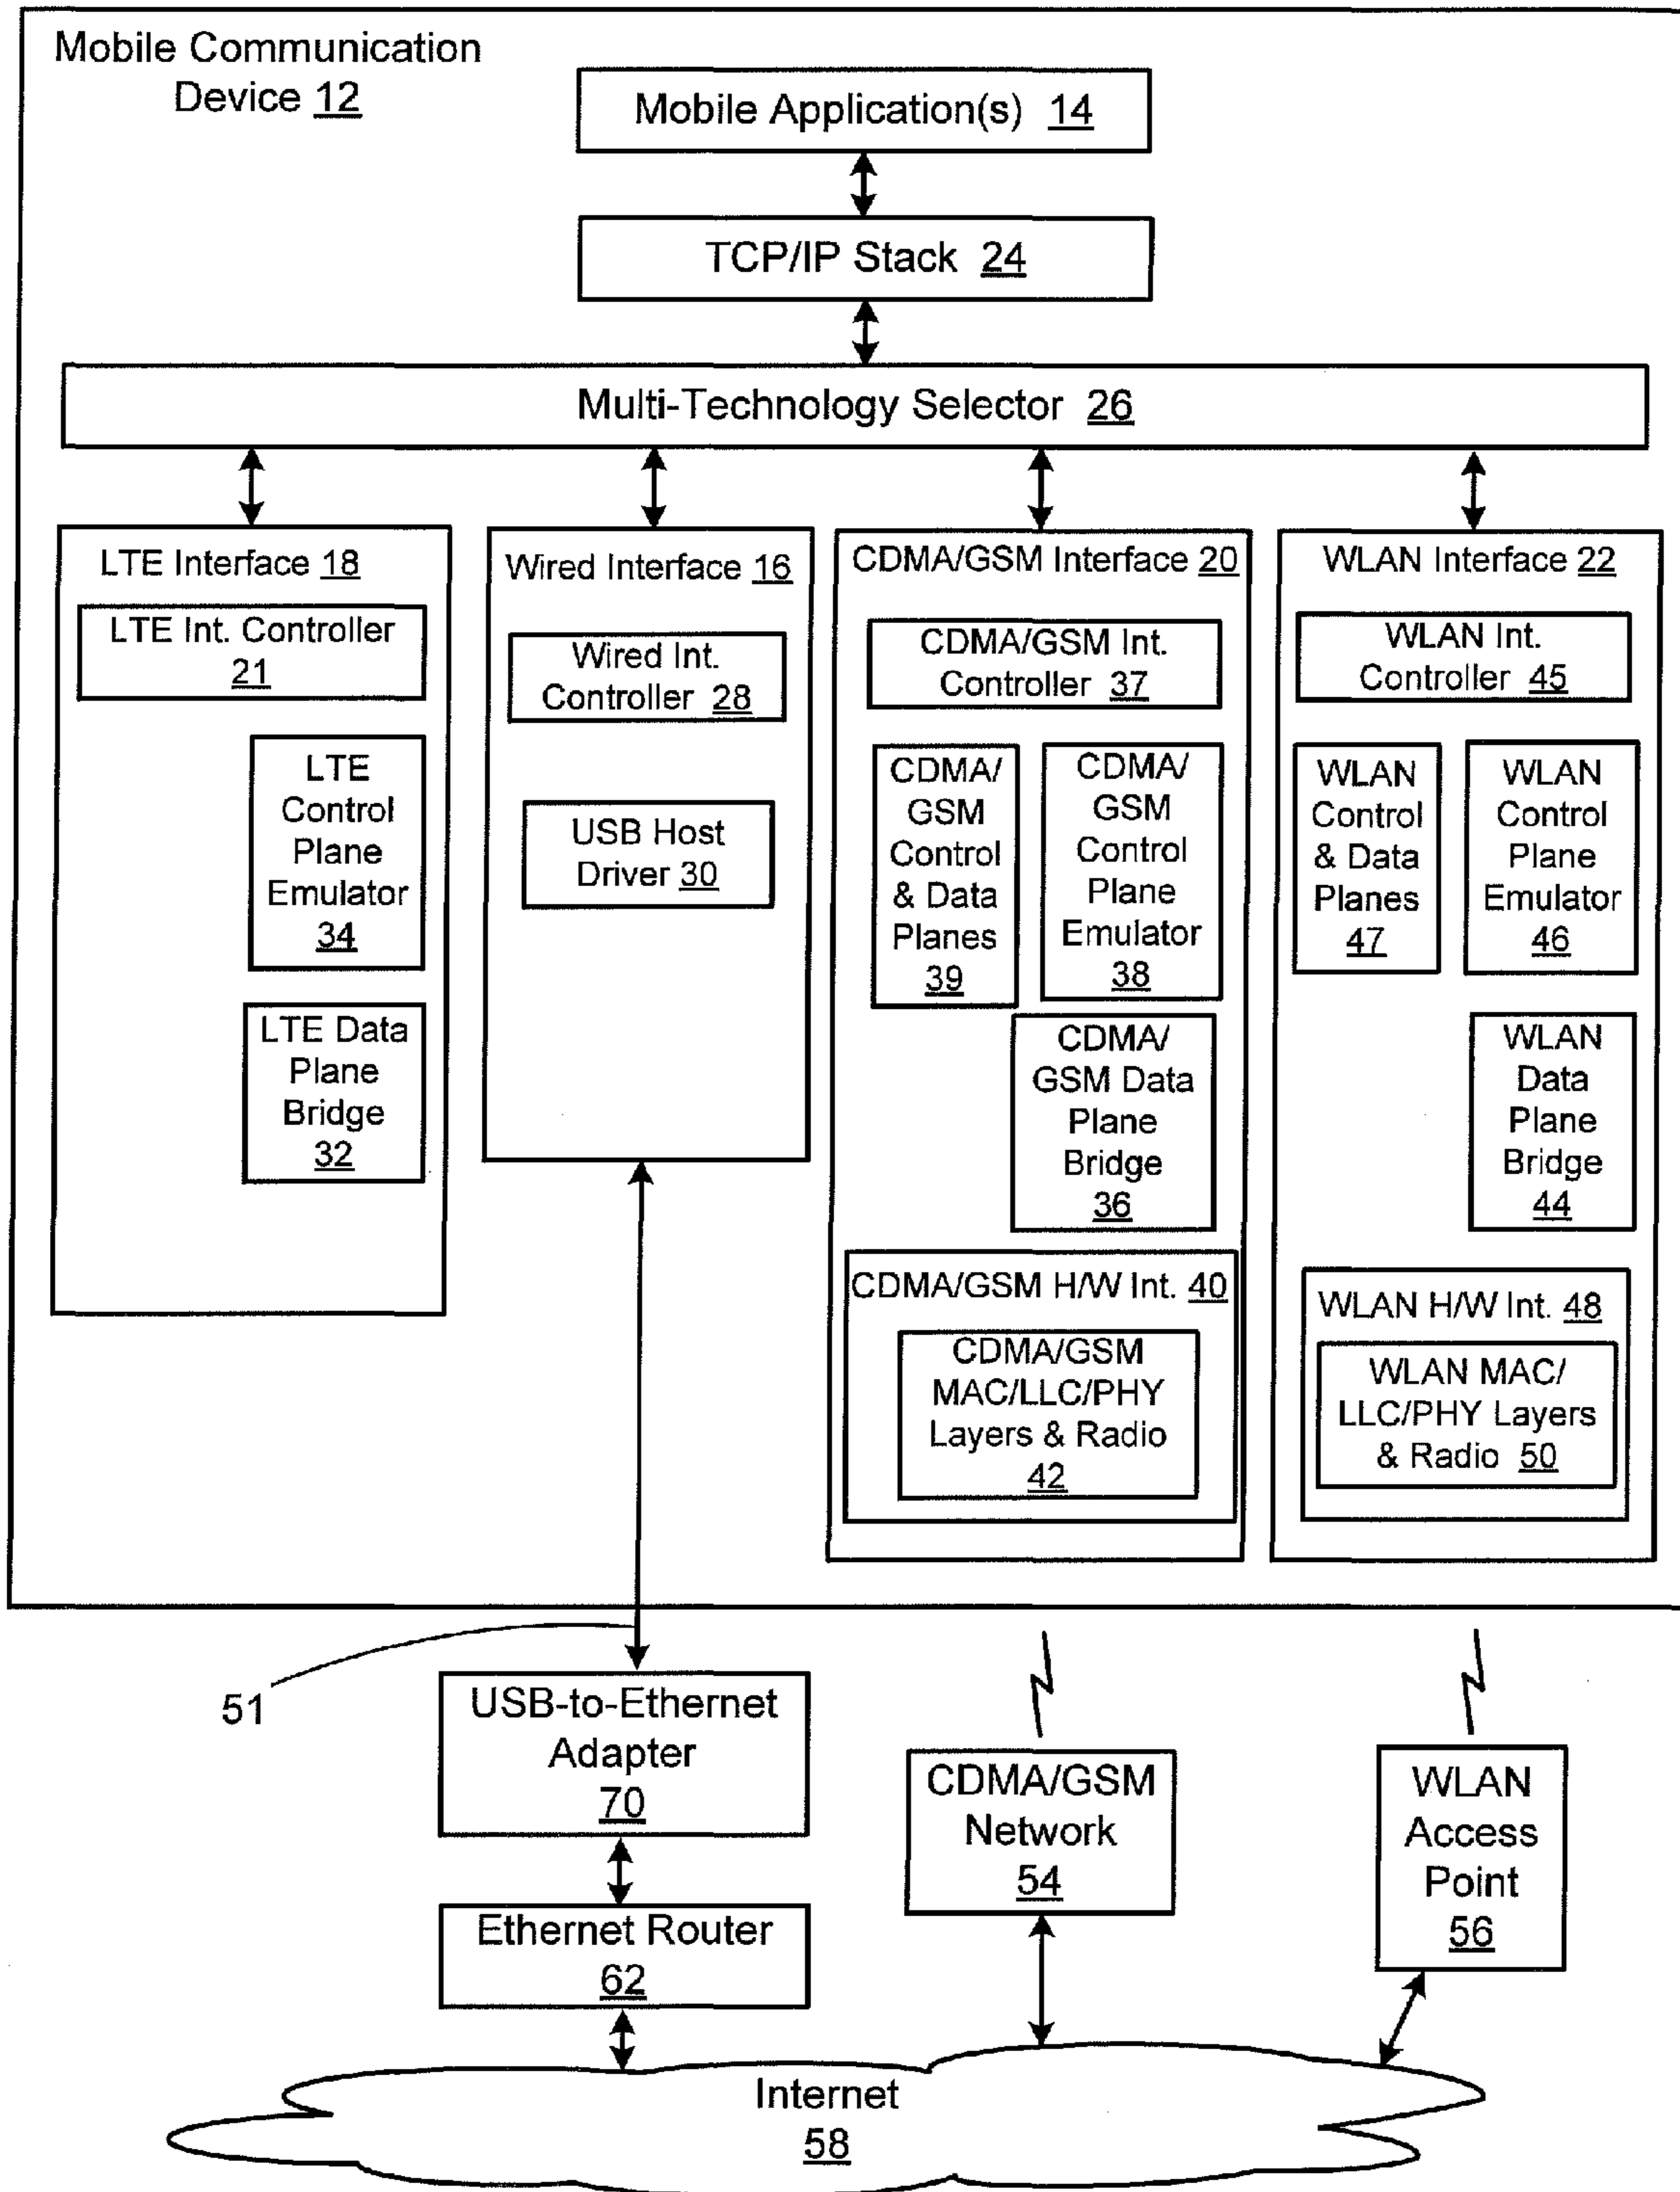 Mobile Communication
Device 12
Mobile Application(s) 14
TCP/IP Stack 24
Multi-Technology Selector 26
LTE Interface 18
LTE Int. Controller
21
LTE
Control
Plane
Emulator
34
LTE Data
Plane
Bridge
32
Wired Interface 16
Wired Int.
Controller 28
USB Host
Driver 30
CDMA/GSM Interface 20
CDMA/GSM Int.
Controller 37
CDMA/
GSM
Control
& Data
Planes
39
CDMA/
GSM
Control
Plane
Emulator
38
CDMA/
GSM Data
Plane
Bridge
36
CDMA/GSM H/W Int. 40
CDMA/GSM
MAC/LLC/PHY
Layers & Radio
42
WLAN Interface 22
WLAN Int.
Controller 45
WLAN
Control
& Data
Planes
47
WLAN
Control
Plane
Emulator
46
WLAN
Data
Plane
Bridge
44
WLAN H/W Int. 48
WLAN MAC/
LLC/PHY Layers
& Radio 50
51
USB-to-Ethernet
Adapter
70
Ethernet Router
62
CDMA/GSM
Network
54
WLAN
Access
Point
56
Internet
58